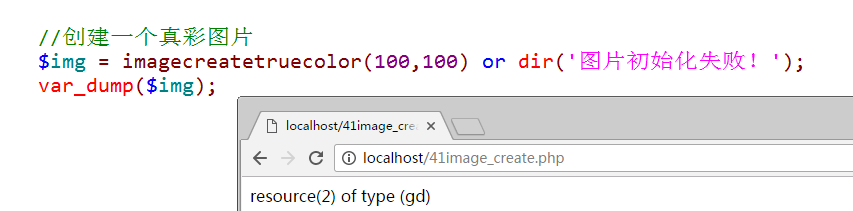 //创建一个真彩图片
$img = imagecreatetruecolor(100,100) or dir('图片初始化失败！');
var_dump($img);
localhost/41image_cre
localhost/41image_create.php
resource(2) of type (gd)